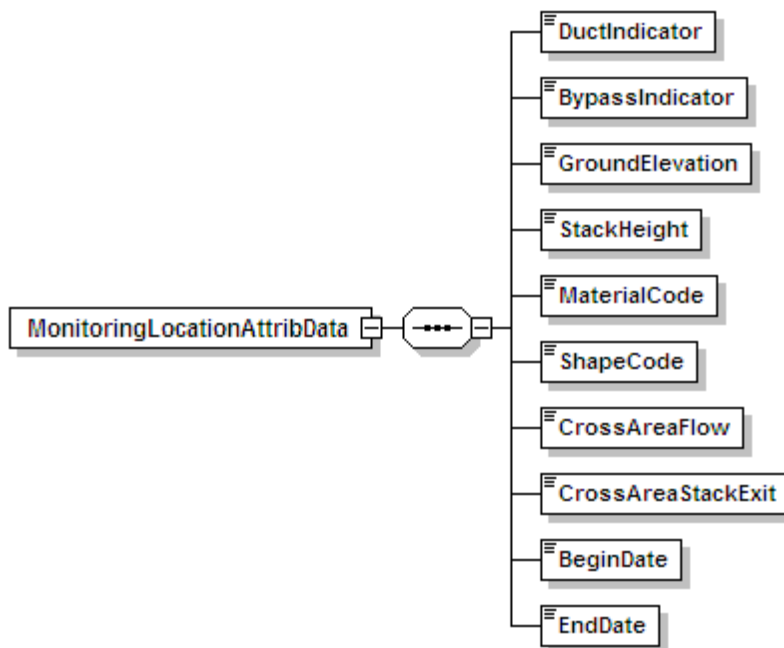 DuctIndicator
BypassIndicator
GroundElevation
StackHeight
MaterialCode
MonitoringLocationAttribData
ShapeCode
CrossAreaFlow
CrossAreaStackExit
BeginDate
EndDate